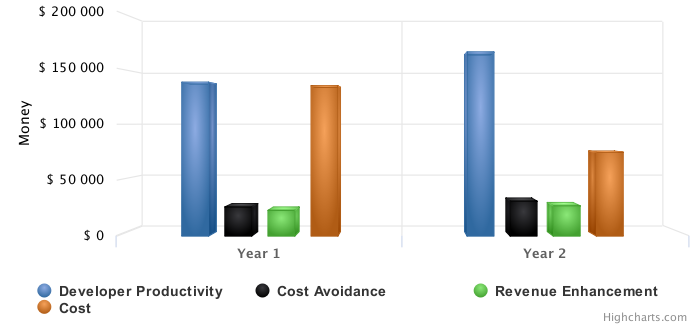 $ 200 000
$ 150 000
$ 100 000
$ 50 000
$ 0
Money
Year 1
Year 2
Developer Productivity
Cost Avoidance
Revenue Enhancement
Cost
Highcharts.com